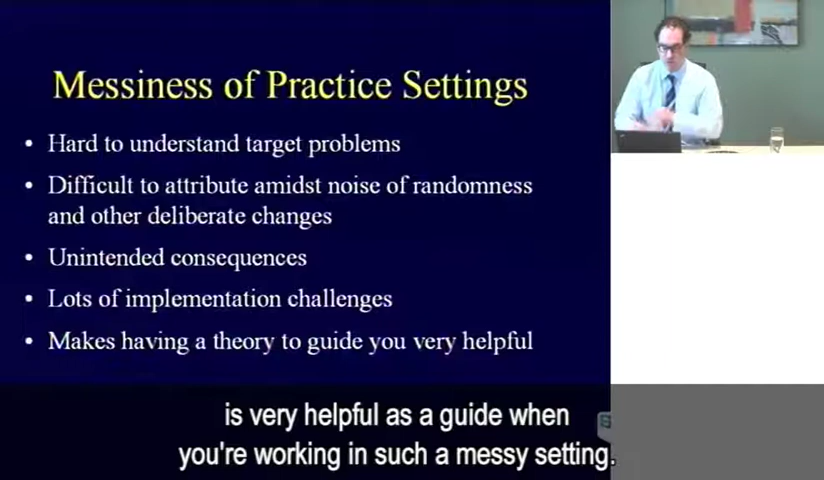 Messiness of Practice Settings
• Hard to understand target problems
• Difficult to attribute amidst noise of randomness
and other deliberate changes
• Unintended consequences
• Lots of implementation challenges
• Makes having a theory to guide you very helpful
is very helpful as a guide when
you're working in such a messy setting.